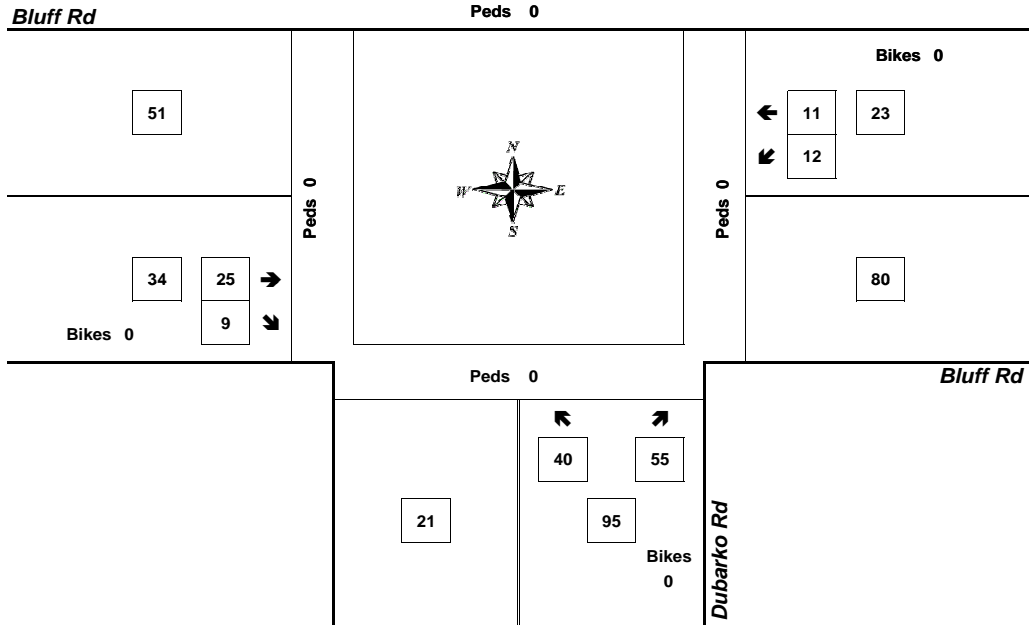 Bluff Rd
Peds 0
Bikes 0
51
11 23
12
N
W E
S
Peds 0
Peds 0
34 25
9
Bikes 0
80
Peds 0
Bluff Rd
40 55
21
95
Bikes
0
Dubarko Rd